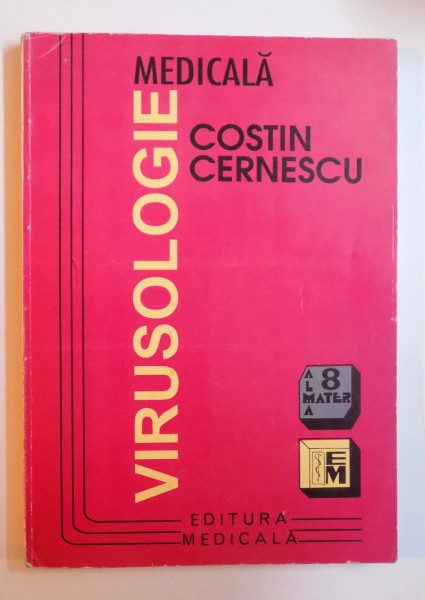 VIRUSOLOGIE
MEDICALĂ
COSTIN
CERNESCU
ALMA
MATER
8
EM
EDITURA
MEDICALĂ